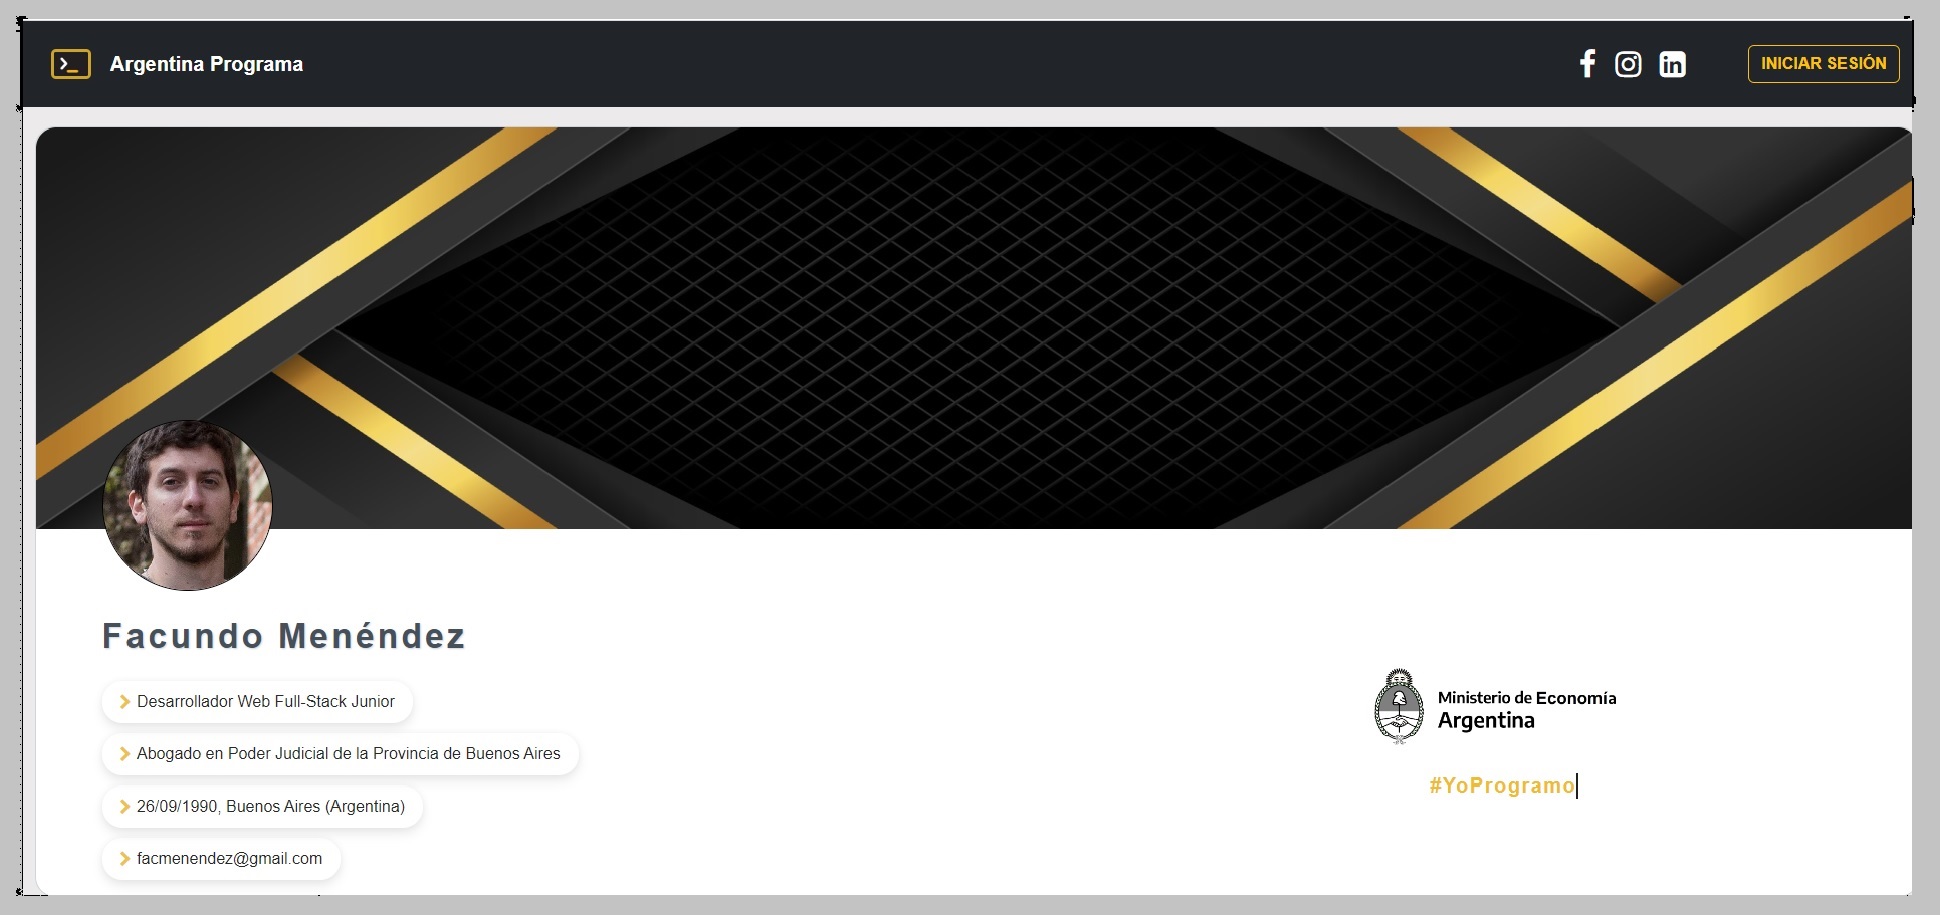 Argentina Programa
INICIAR SESIÓN
Facundo Menéndez
Desarrollador Web Full-Stack Junior
Abogado en Poder Judicial de la Provincia de Buenos Aires
26/09/1990, Buenos Aires (Argentina)
facmenendez@gmail.com
Ministerio de Economía
Argentina
#YoProgramo